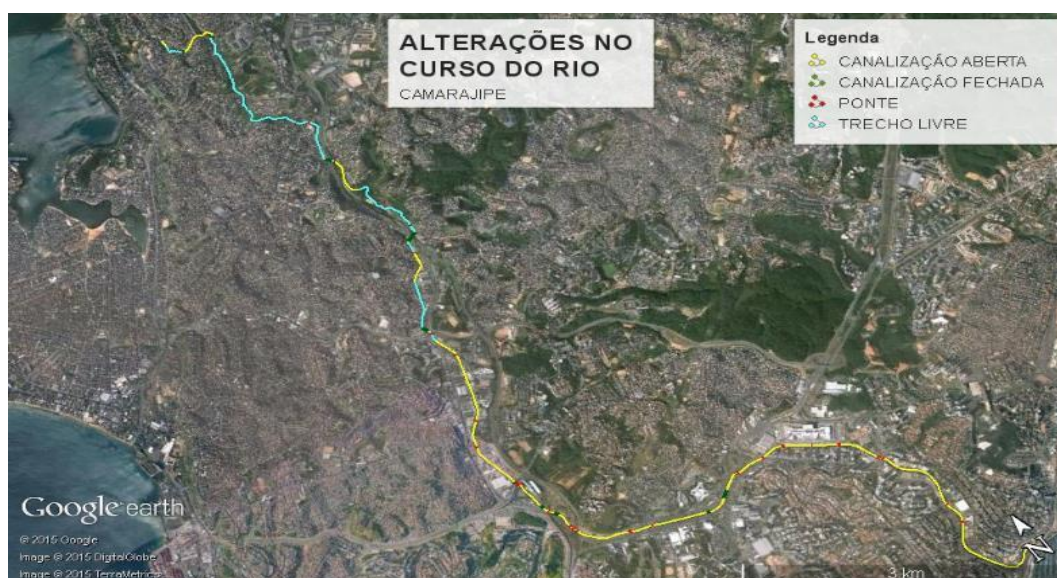 ALTERAÇÕES NO
CURSO DO RIO
CAMARAJIPE
Legenda
CANALIZAÇÃO ABERTA
CANALIZAÇÃO FECHADA
PONTE
TRECHO LIVRE
Google earth
© 2015 Google
Image © 2015 DigitalGlobe
Image © 2015 TerraMetrics
3 km
N